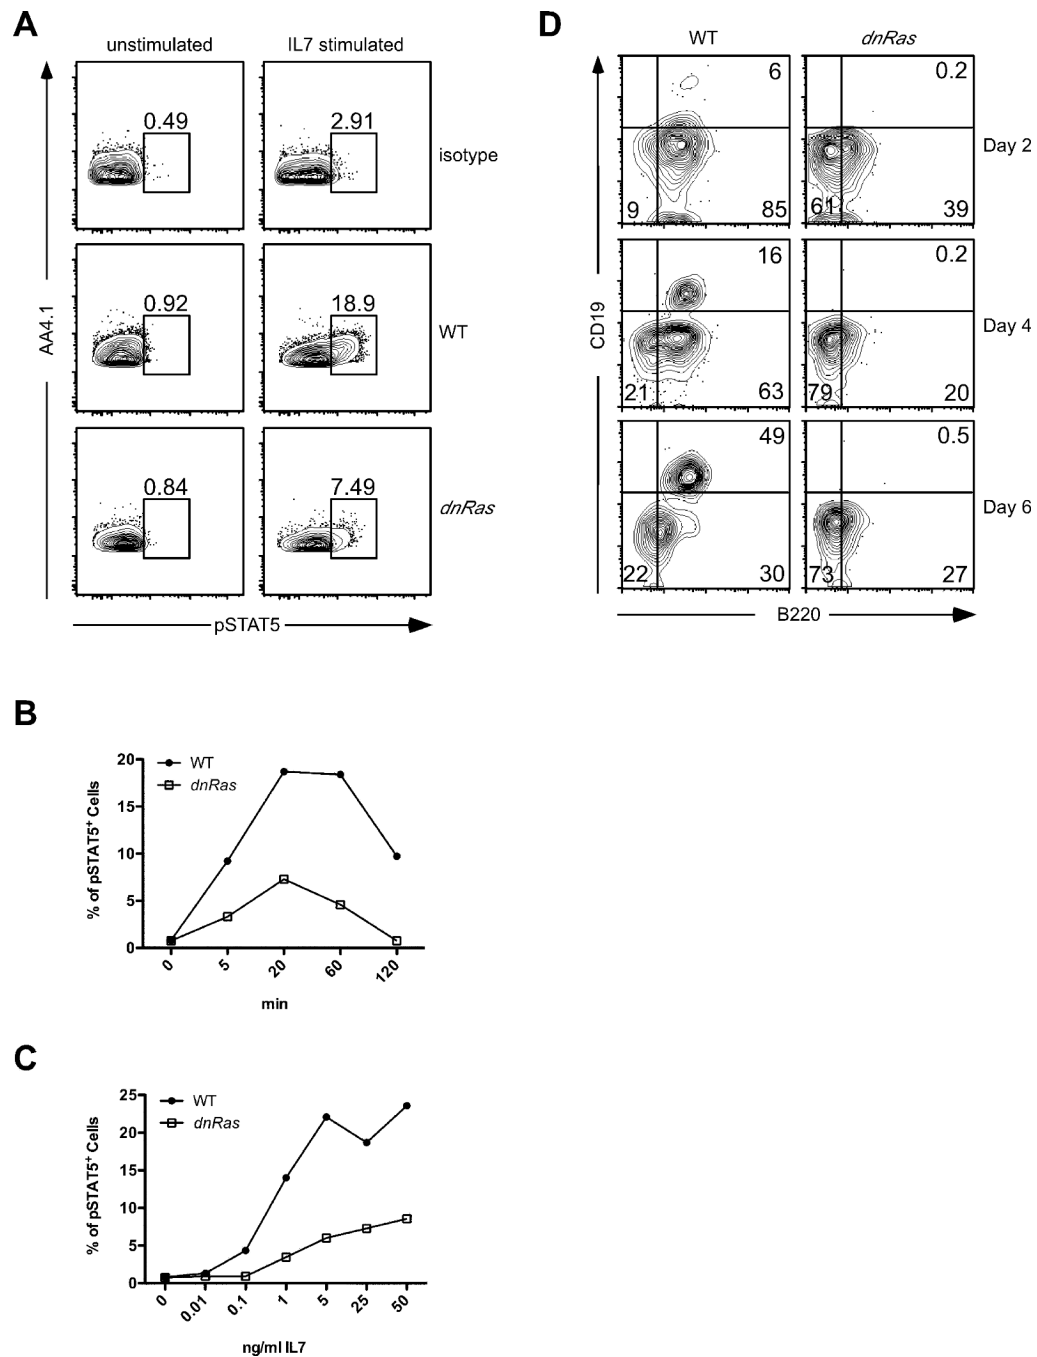 A
unstimulated
IL7 stimulated
0.49
2.91
isotype
0.92
18.9
WT
0.84
7.49
dnRas
AA4.1
pSTAT5
D
WT
dnRas
6
0.2
9
85
61
39
Day 2
16
0.2
21
63
79
20
Day 4
49
0.5
22
30
73
27
Day 6
CD19
B220
B
WT
dnRas
% of pSTAT5+ Cells
20
15
10
5
0
0
5
20
60
120
min
C
WT
dnRas
% of pSTAT5+ Cells
25
20
15
10
5
0
0
0.01
0.1
1
5
25
50
ng/ml IL7